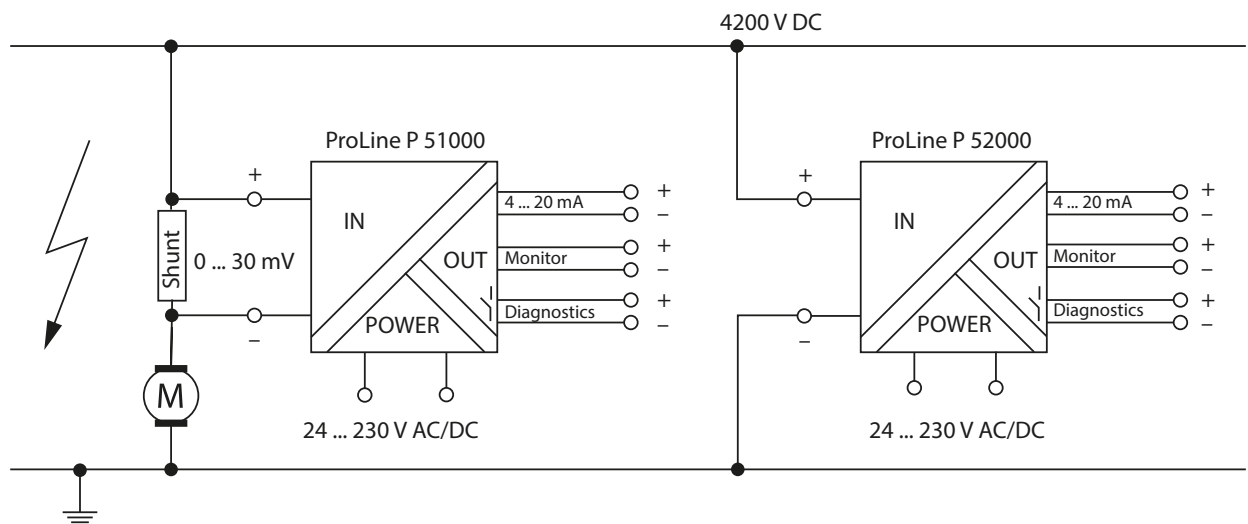 4200 V DC
ProLine P 51000
+
IN
4 ... 20 mA
+
–
Shunt
0 ... 30 mV
OUT
Monitor
+
–
POWER
Diagnostics
+
–
–
M
24 ... 230 V AC/DC
ProLine P 52000
+
IN
4 ... 20 mA
+
–
OUT
Monitor
+
–
POWER
Diagnostics
+
–
–
24 ... 230 V AC/DC